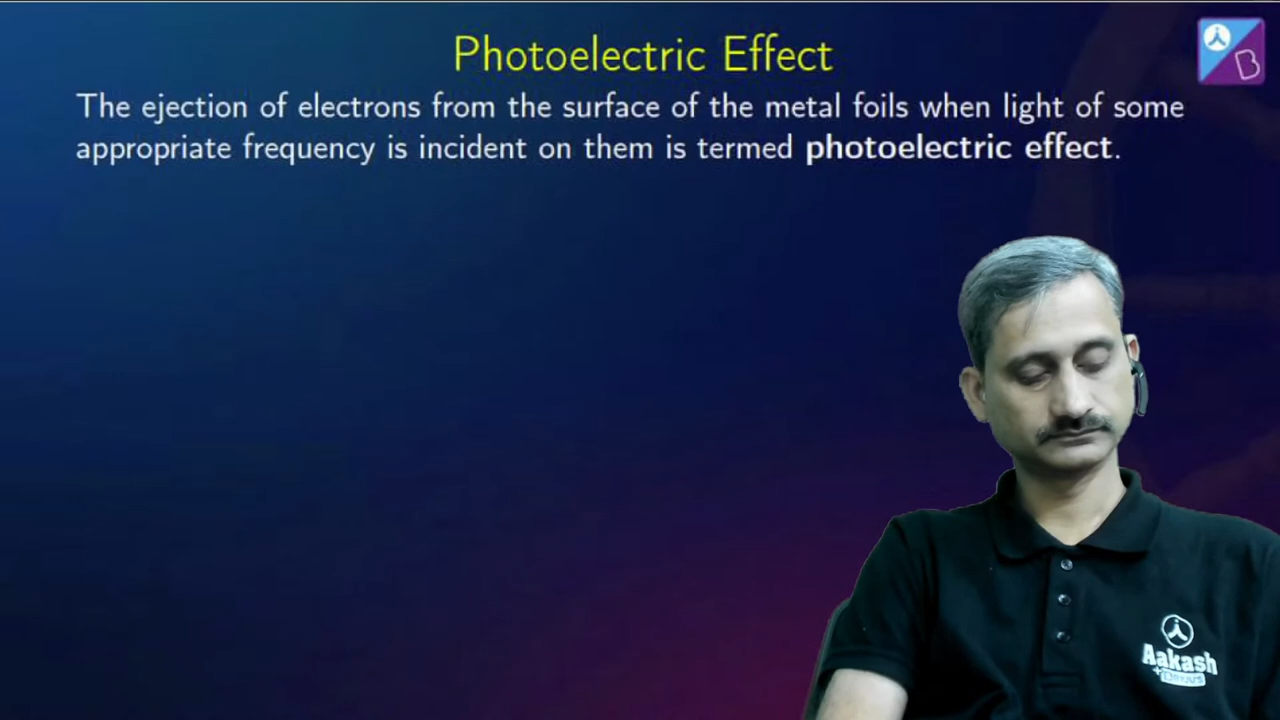 Photoelectric Effect
The ejection of electrons from the surface of the metal foils when light of some
appropriate frequency is incident on them is termed photoelectric effect.
Aakash
+BYJU'S